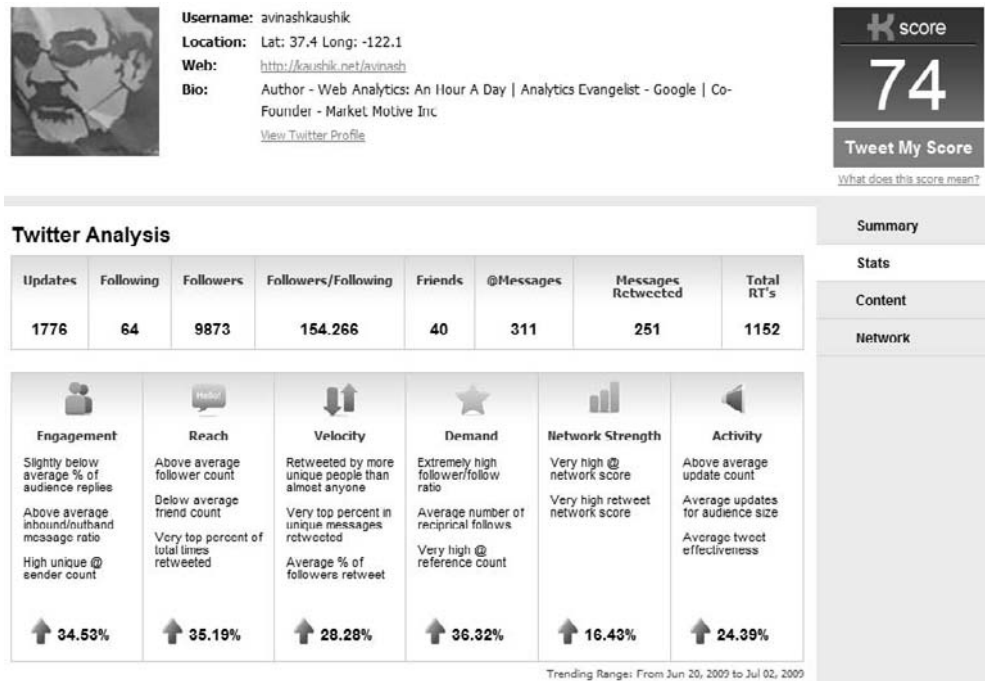 Username: avinashkaushik
Location: Lat: 37.4 Long: -122.1
Web: http://kaushik.net/avinash
Bio: Author - Web Analytics: An Hour A Day | Analytics Evangelist - Google | Co-
Founder - Market Motive Inc
View Twitter Profile
K score
74
Tweet My Score
What does this score mean?
Summary
Stats
Content
Network
Twitter Analysis
Updates Following Followers Followers/Following Friends @Messages Messages Retweeted Total RT's
1776 64 9873 154.266 40 311 251 1152
Hello!
Engagement
Slightly below
average % of
audience replies
Above average
inbound/outband
message ratio
High unique @
sender count
34.53%
Reach
Above average
follower count
Below average
friend count
Very top percent of
total times
retweeted
35.19%
Velocity
Retweeted by more
unique people than
almost anyone
Very top percent in
unique messages
retweeted
Average % of
followers retweet
28.28%
Demand
Extremely high
follower/follow
ratio
Average number of
reciprical follows
Very high @
reference count
36.32%
Network Strength
Very high @
network score
Very high retweet
network score
16.43%
Activity
Above average
update count
Average updates
for audience size
Average tweet
effectiveness
24.39%
Trending Range: From Jun 20, 2009 to Jul 02, 2009